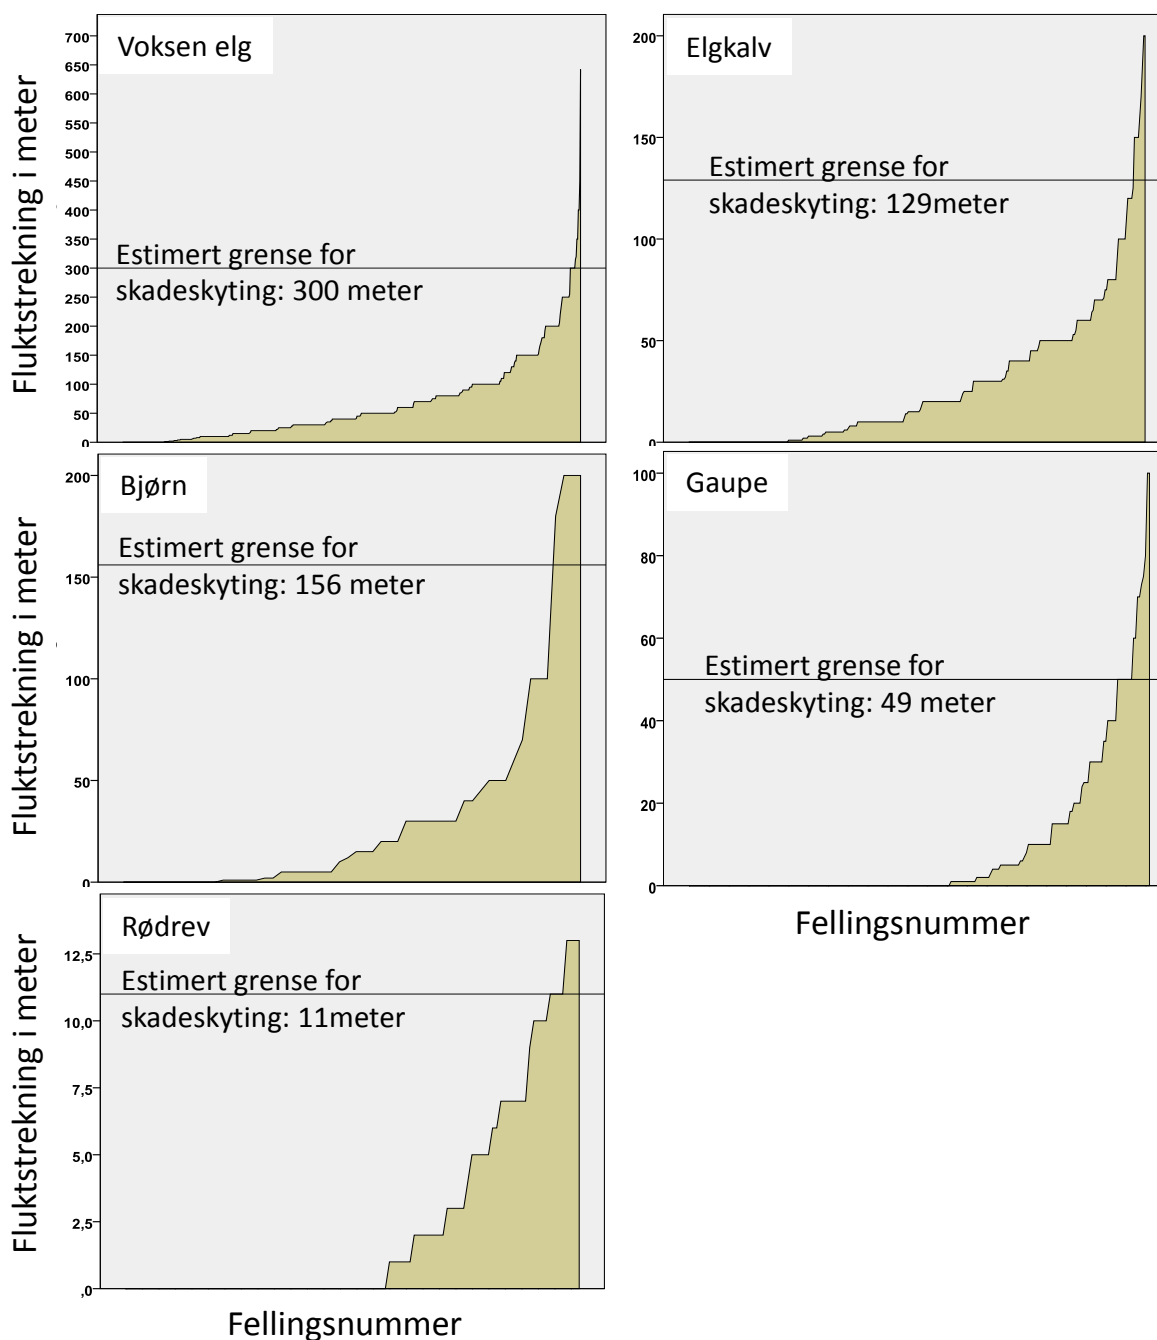 Voksen elg
Fluktstrekning i meter
700
650
600
550
500
450
400
350
300
250
200
150
100
50
0
Estimert grense for
skadeskyting: 300 meter
Elgkalv
200
150
100
50
0
Estimert grense for
skadeskyting: 129meter
Bjørn
Fluktstrekning i meter
200
150
100
50
0
Estimert grense for
skadeskyting: 156 meter
Gaupe
100
80
60
40
20
0
Estimert grense for
skadeskyting: 49 meter
Fellingsnummer
Rødrev
Fluktstrekning i meter
12,5
10,0
7,5
5,0
2,5
,0
Estimert grense for
skadeskyting: 11meter
Fellingsnummer